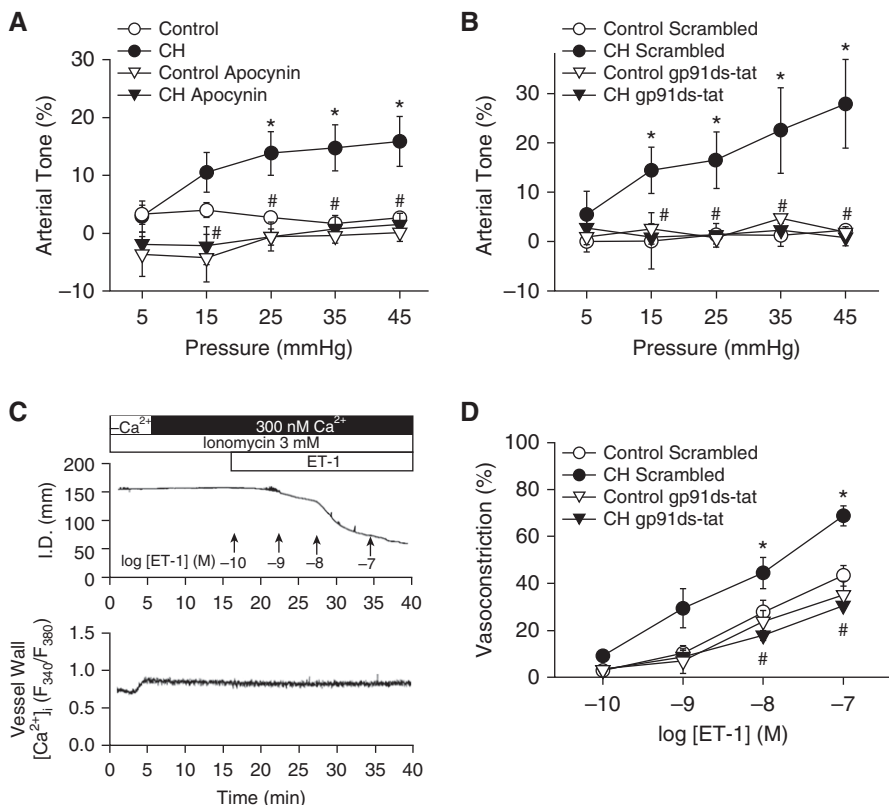 A
Control
CH
Control Apocynin
CH Apocynin
Arterial Tone (%)
30
20
10
0
−10
* * *
# # # #
5 15 25 35 45
Pressure (mmHg)
B
Control Scrambled
CH Scrambled
Control gp91ds-tat
CH gp91ds-tat
Arterial Tone (%)
30
20
10
0
−10
* * * *
# # # #
5 15 25 35 45
Pressure (mmHg)
C
–Ca2+ 300 nM Ca2+
Ionomycin 3 mM
ET-1
I.D. (mm)
200
150
100
50
0
log [ET-1] (M) −10 −9 −8 −7
0 5 10 15 20 25 30 35 40
Vessel Wall
[Ca2+]i (F340/F380)
1.5
1.0
0.5
0.0
0 5 10 15 20 25 30 35 40
Time (min)
D
Control Scrambled
CH Scrambled
Control gp91ds-tat
CH gp91ds-tat
Vasoconstriction (%)
100
80
60
40
20
0
* *
# #
−10 −9 −8 −7
log [ET-1] (M)